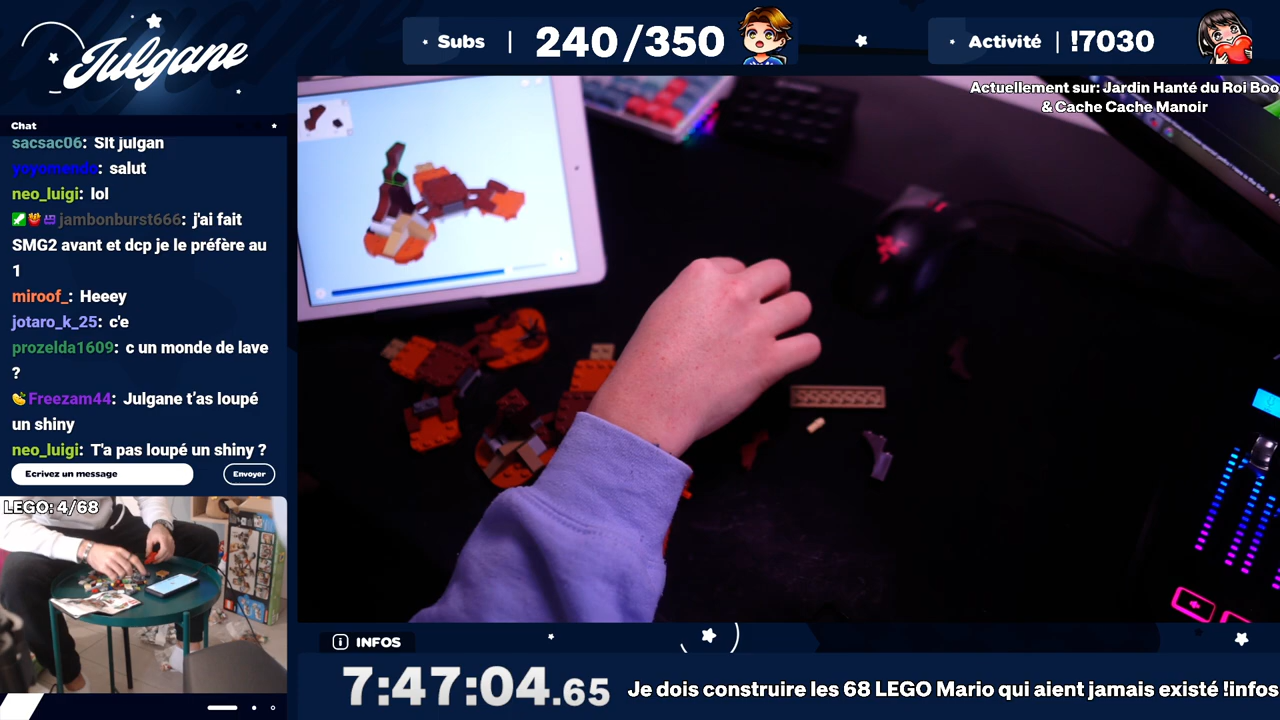 Julgane
Subs | 240/350
Activité | !7030
Actuellement sur: Jardin Hanté du Roi Boo
& Cache Cache Manoir
Chat
sacsac06: Slt julgan
yoyomendo: salut
neo_luigi: lol
jambonburst666: j'ai fait
SMG2 avant et dcp je le préfère au
1
miroof_: Heeey
jotaro_k_25: c'e
prozelda1609: c un monde de lave
?
Freezam44: Julgane t'as loupé
un shiny
neo_luigi: T'a pas loupé un shiny ?
Ecrivez un message
Envoyer
LEGO: 4/68
INFOS
7:47:04.65
Je dois construire les 68 LEGO Mario qui aient jamais existé !infos